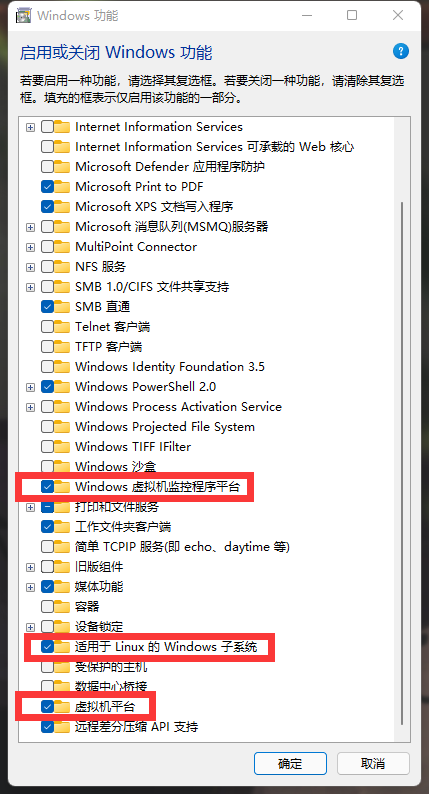 Windows 功能
启用或关闭 Windows 功能
若要启用一种功能，请选择其复选框。若要关闭一种功能，请清除其复选
框。填充的框表示仅启用该功能的一部分。
Internet Information Services
Internet Information Services 可承载的 Web 核心
Microsoft Defender 应用程序防护
Microsoft Print to PDF
Microsoft XPS 文档写入程序
Microsoft 消息队列(MSMQ)服务器
MultiPoint Connector
NFS 服务
SMB 1.0/CIFS 文件共享支持
SMB 直通
Telnet 客户端
TFTP 客户端
Windows Identity Foundation 3.5
Windows PowerShell 2.0
Windows Process Activation Service
Windows Projected File System
Windows TIFF IFilter
Windows 沙盒
Windows 虚拟机监控程序平台
打印和文件服务
工作文件夹客户端
简单 TCPIP 服务(即 echo、daytime 等)
旧版组件
媒体功能
容器
设备锁定
适用于 Linux 的 Windows 子系统
受保护的主机
数据中心桥接
虚拟机平台
远程差分压缩 API 支持
确定
取消